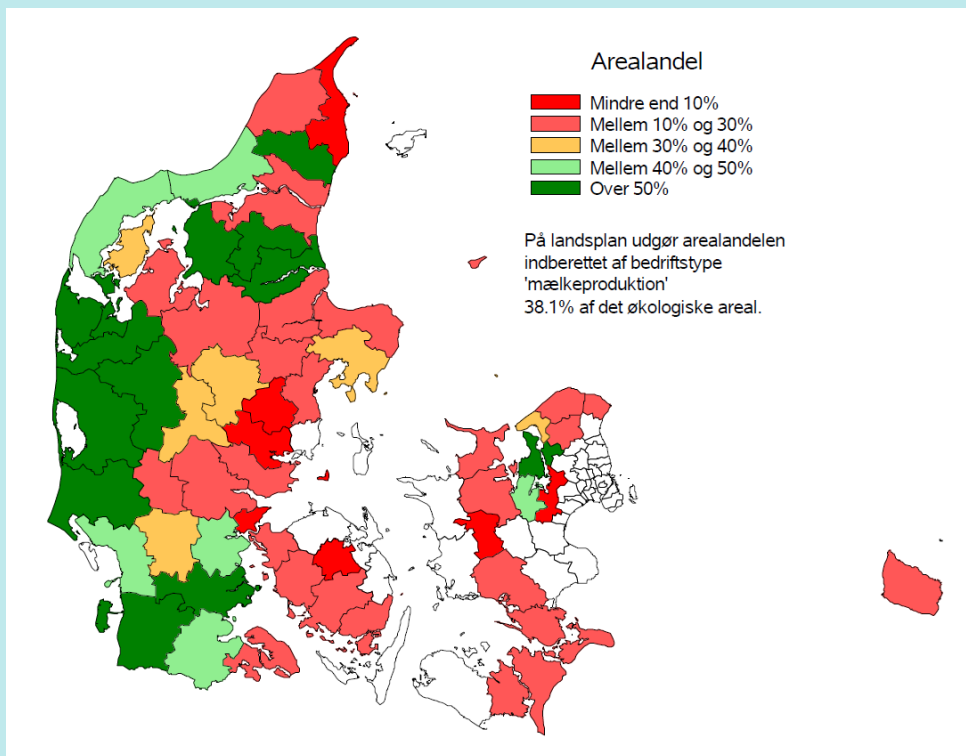 Arealandel
Mindre end 10%
Mellem 10% og 30%
Mellem 30% og 40%
Mellem 40% og 50%
Over 50%
På landsplan udgør arealandelen
indberettet af bedriftstype
'mælkeproduktion'
38.1% af det økologiske areal.